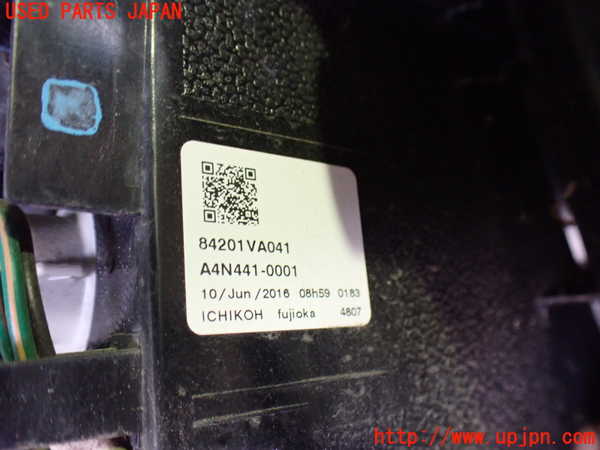 USED PARTS JAPAN
84201VA041
A4N441-0001
10/Jun/2016 08h59 0183
ICHIKOH fujioka 4807
http://www.upjpn.com/